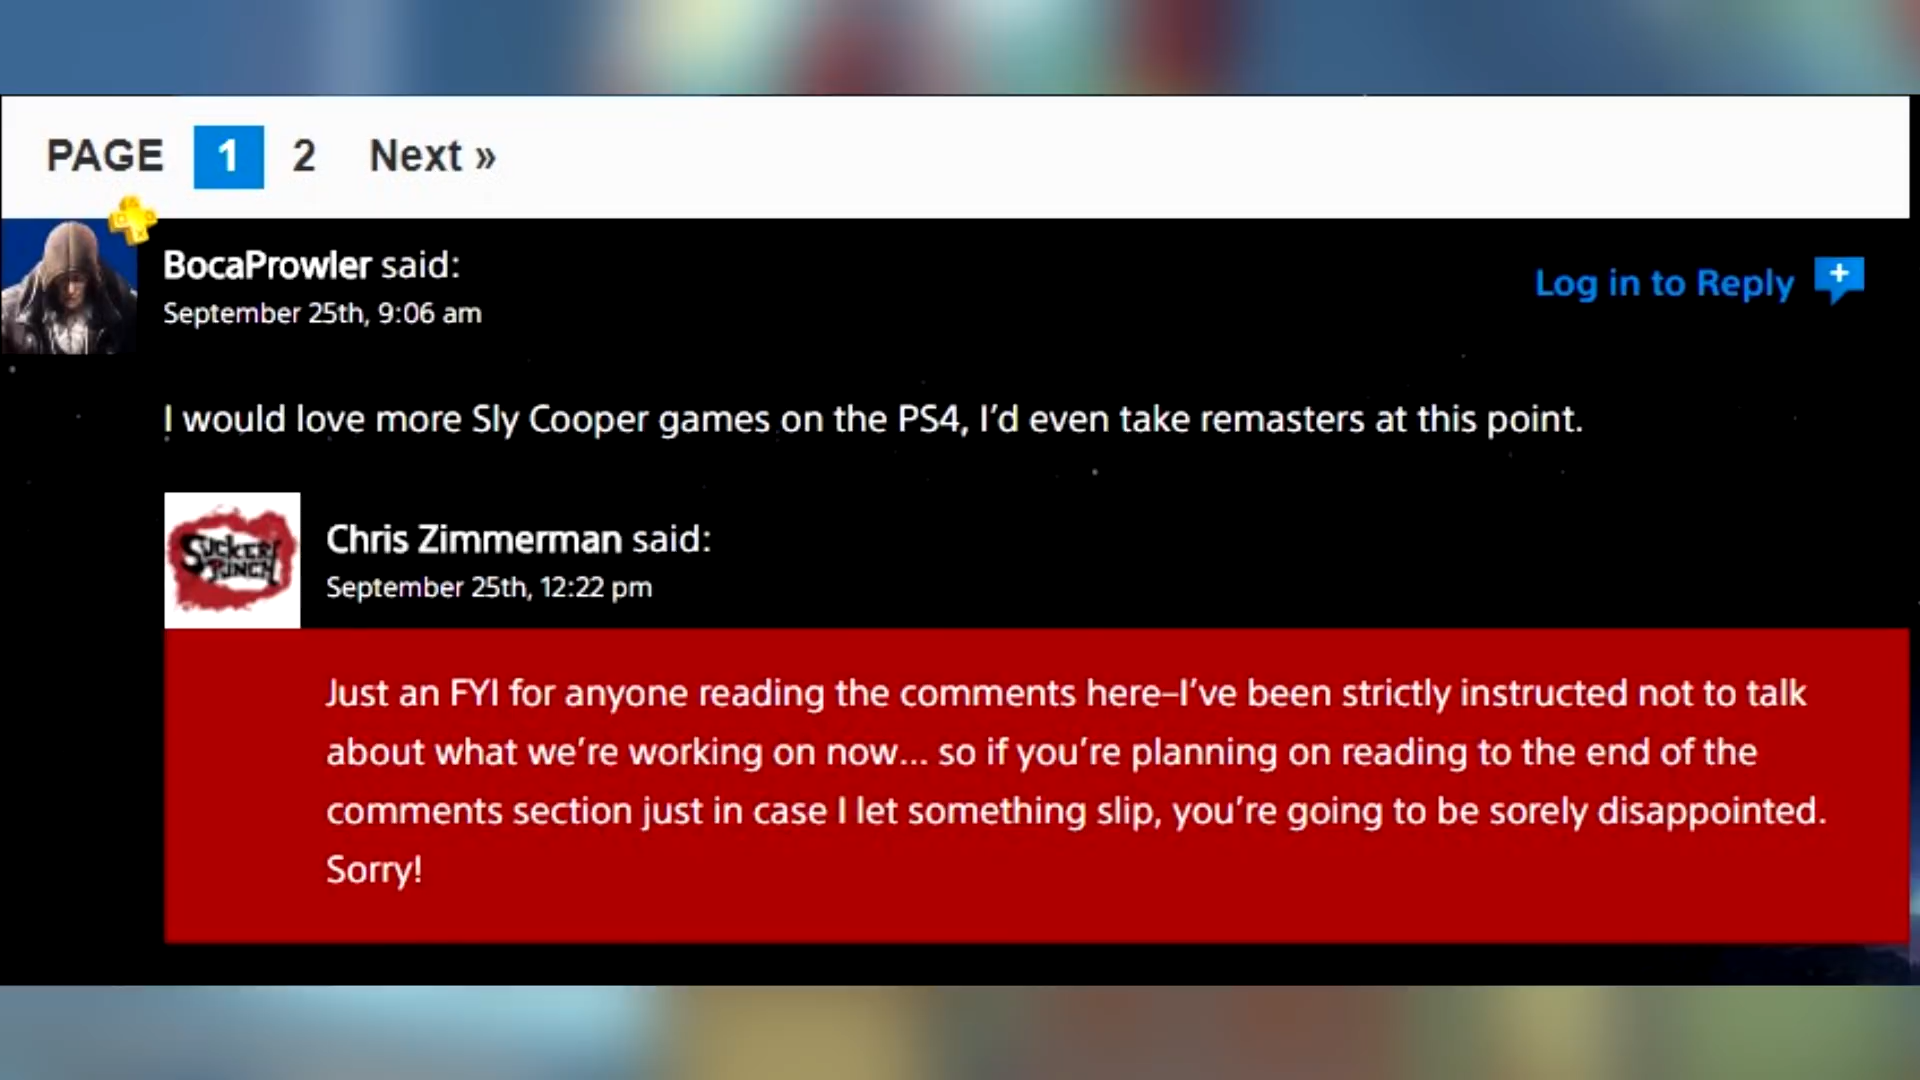 PAGE 1 2 Next »
BocaProwler said:
September 25th, 9:06 am
Log in to Reply
I would love more Sly Cooper games on the PS4, I’d even take remasters at this point.
SUCKER
PUNCH
Chris Zimmerman said:
September 25th, 12:22 pm
Just an FYI for anyone reading the comments here–I’ve been strictly instructed not to talk
about what we’re working on now… so if you’re planning on reading to the end of the
comments section just in case I let something slip, you’re going to be sorely disappointed.
Sorry!